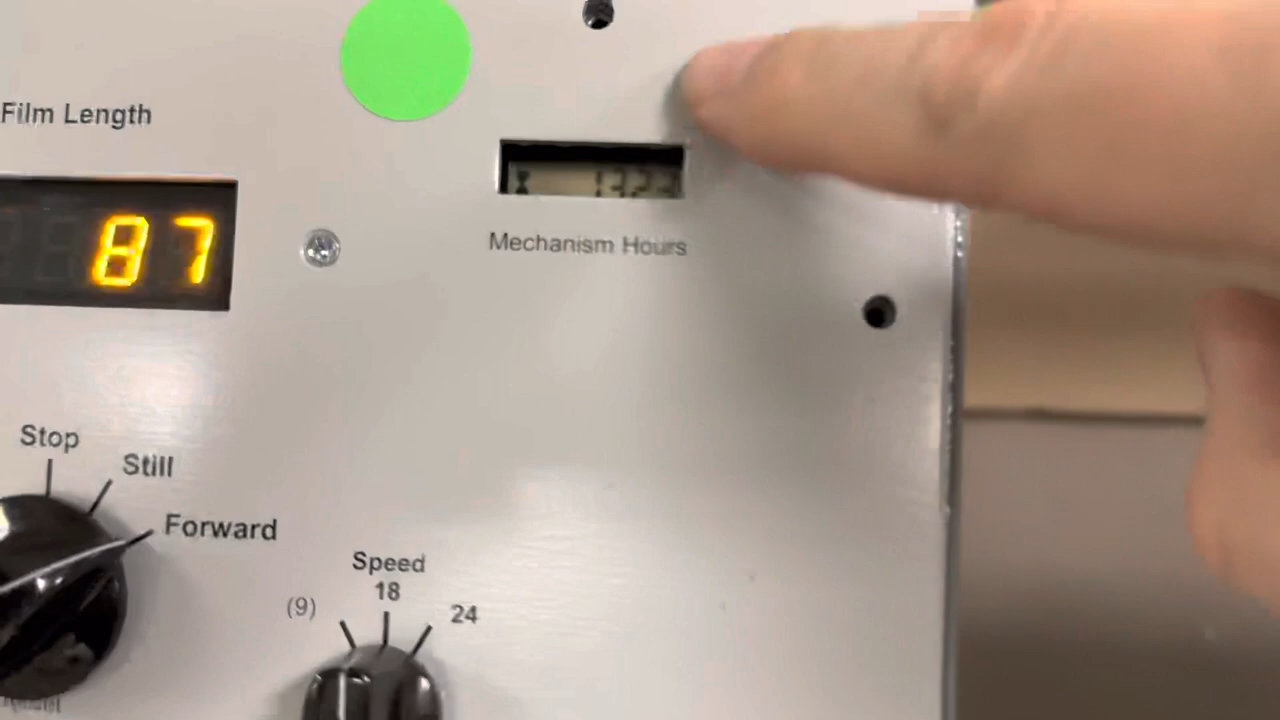 Film Length
87
Mechanism Hours
Stop
Still
Forward
Speed
(9)
18
24